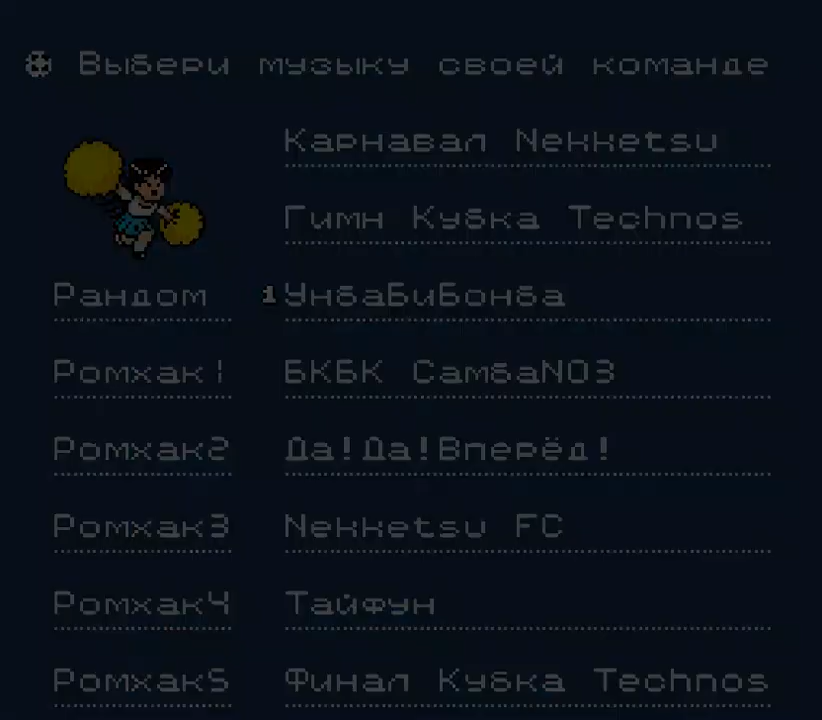 Выбери музыку своей команде
Карнавал Nekketsu
Гимн Кубка Technos
Рандом 1УнбаБиБонба
Ромхак1 БКБК СамбаNO3
Ромхак2 Да!Да!Вперёд!
Ромхак3 Nekketsu FC
Ромхак4 Тайфун
Ромхак5 Финал Кубка Technos